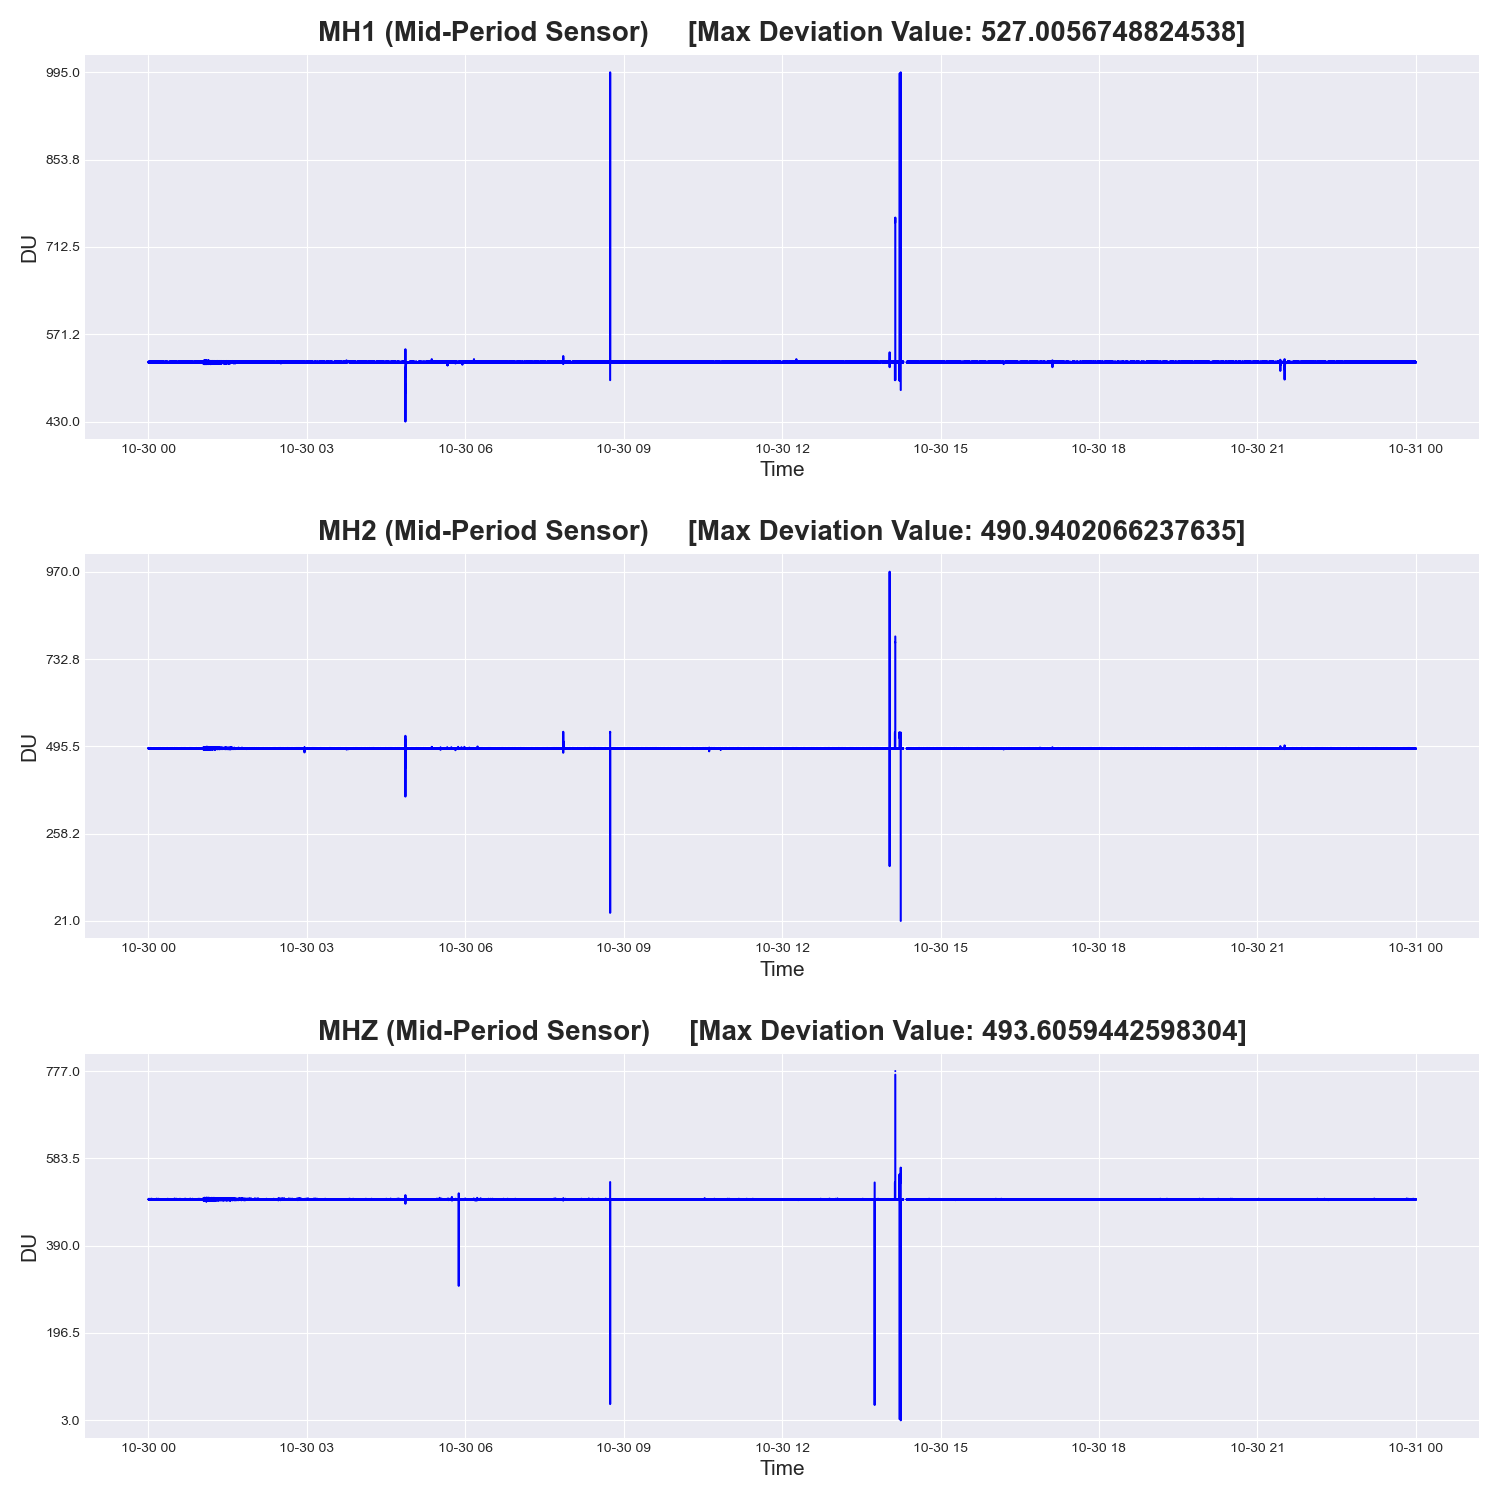 MH1 (Mid-Period Sensor) [Max Deviation Value: 527.0056748824538]
995.0
853.8
712.5
571.2
430.0
DU
10-30 00 10-30 03 10-30 06 10-30 09 10-30 12 10-30 15 10-30 18 10-30 21 10-31 00
Time
MH2 (Mid-Period Sensor) [Max Deviation Value: 490.9402066237635]
970.0
732.8
495.5
258.2
21.0
DU
10-30 00 10-30 03 10-30 06 10-30 09 10-30 12 10-30 15 10-30 18 10-30 21 10-31 00
Time
MHZ (Mid-Period Sensor) [Max Deviation Value: 493.6059442598304]
777.0
583.5
390.0
196.5
3.0
DU
10-30 00 10-30 03 10-30 06 10-30 09 10-30 12 10-30 15 10-30 18 10-30 21 10-31 00
Time